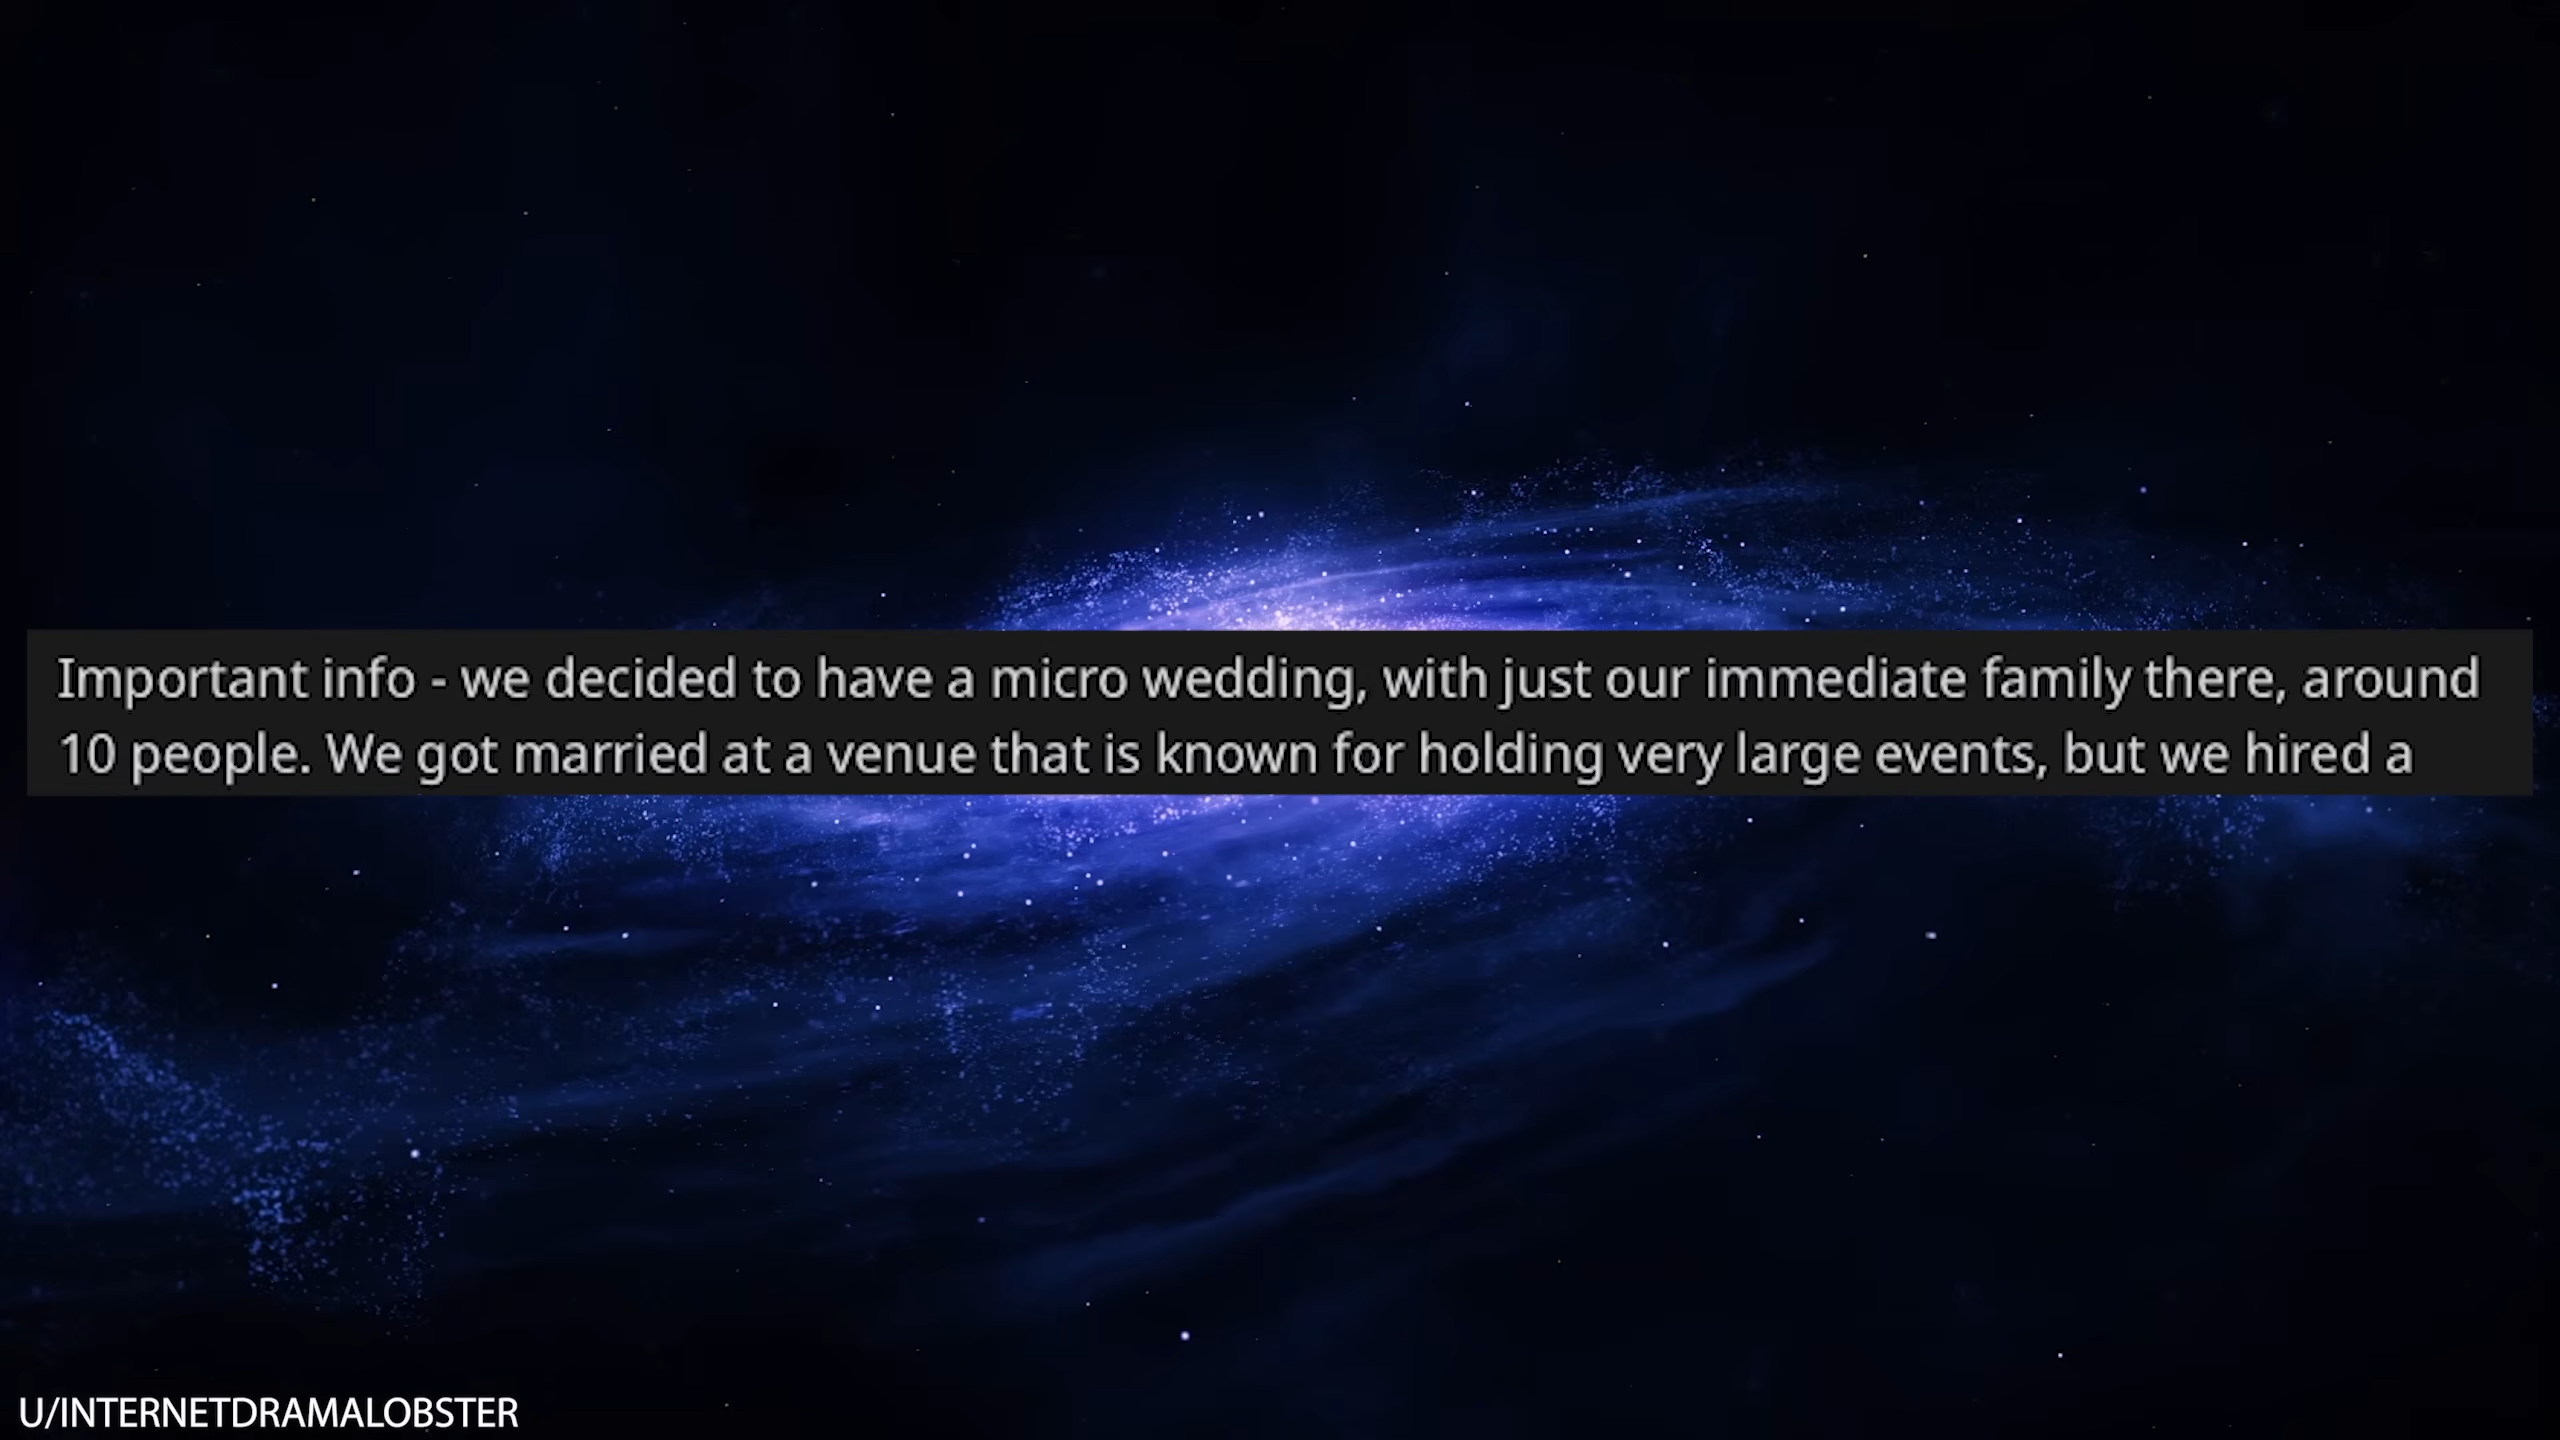 Important info - we decided to have a micro wedding, with just our immediate family there, around
10 people. We got married at a venue that is known for holding very large events, but we hired a
U/INTERNETDRAMALOBSTER